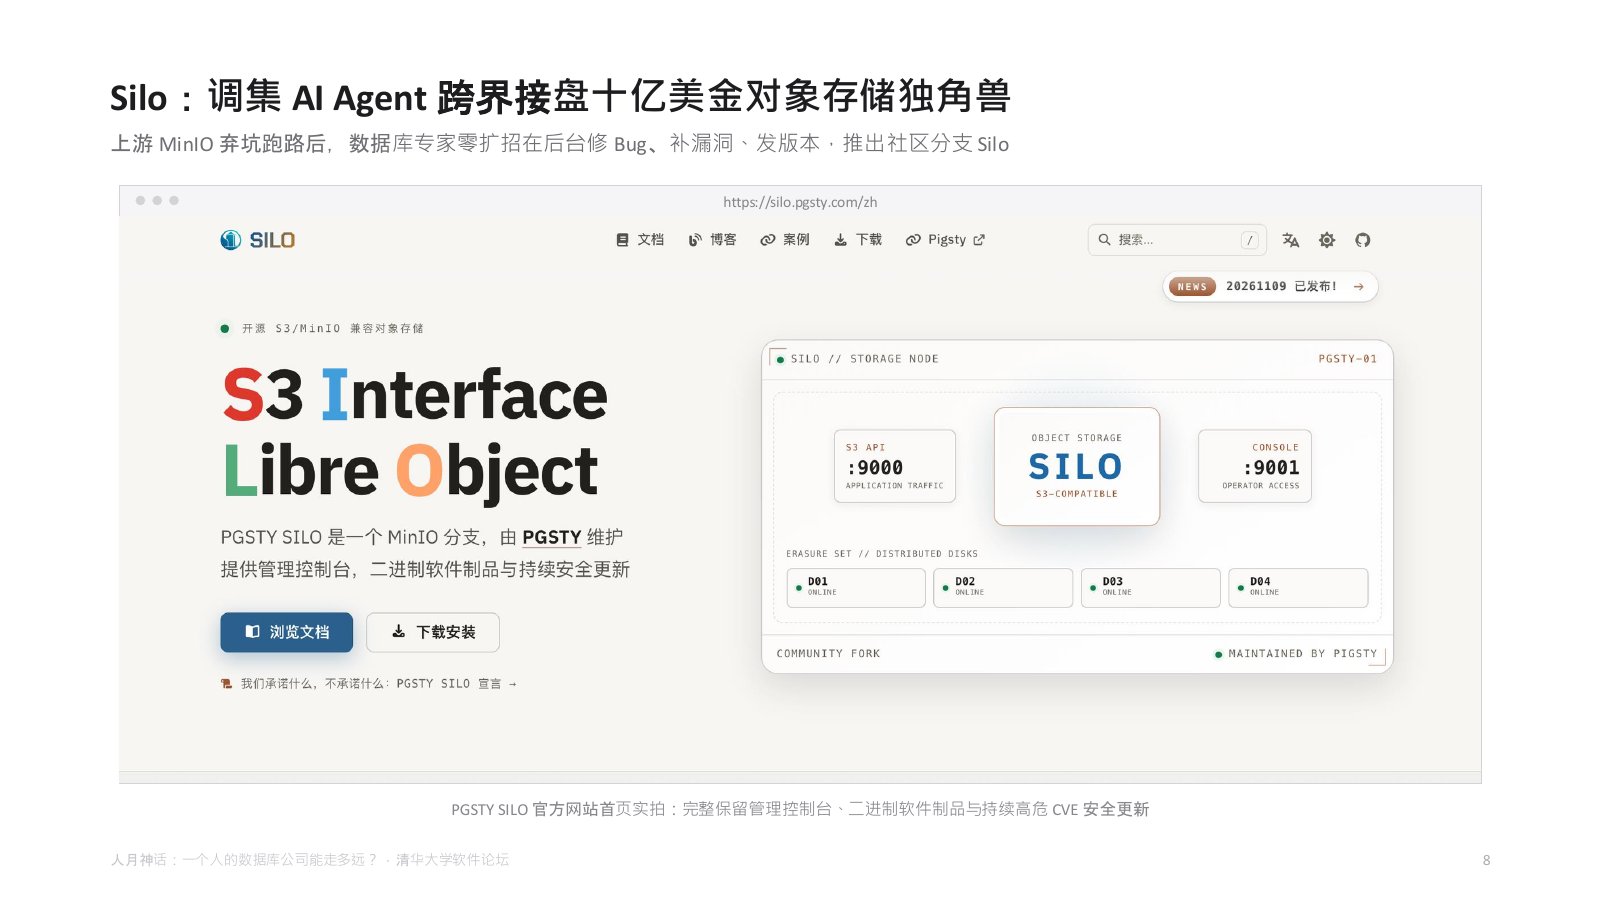 Silo：调集 AI Agent 跨界接盘十亿美金对象存储独角兽
上游 MinIO 弃坑跑路后，数据库专家零扩招在后台修 Bug、补漏洞、发版本，推出社区分支 Silo
https://silo.pgsty.com/zh
SILO
文档 博客 案例 下载 Pigsty
搜索... /
NEWS 20261109 已发布! →
开源 S3/MinIO 兼容对象存储
S3 Interface
Libre Object
PGSTY SILO 是一个 MinIO 分支，由 PGSTY 维护
提供管理控制台，二进制软件制品与持续安全更新
浏览文档 下载安装
我们承诺什么，不承诺什么：PGSTY SILO 宣言 →
SILO // STORAGE NODE PGSTY-01
S3 API
:9000
APPLICATION TRAFFIC
OBJECT STORAGE
SILO
S3-COMPATIBLE
CONSOLE
:9001
OPERATOR ACCESS
ERASURE SET // DISTRIBUTED DISKS
D01
ONLINE
D02
ONLINE
D03
ONLINE
D04
ONLINE
COMMUNITY FORK MAINTAINED BY PIGSTY
PGSTY SILO 官方网站首页实拍：完整保留管理控制台、二进制软件制品与持续高危 CVE 安全更新
人月神话：一个人的数据库公司能走多远？ · 清华大学软件论坛 8